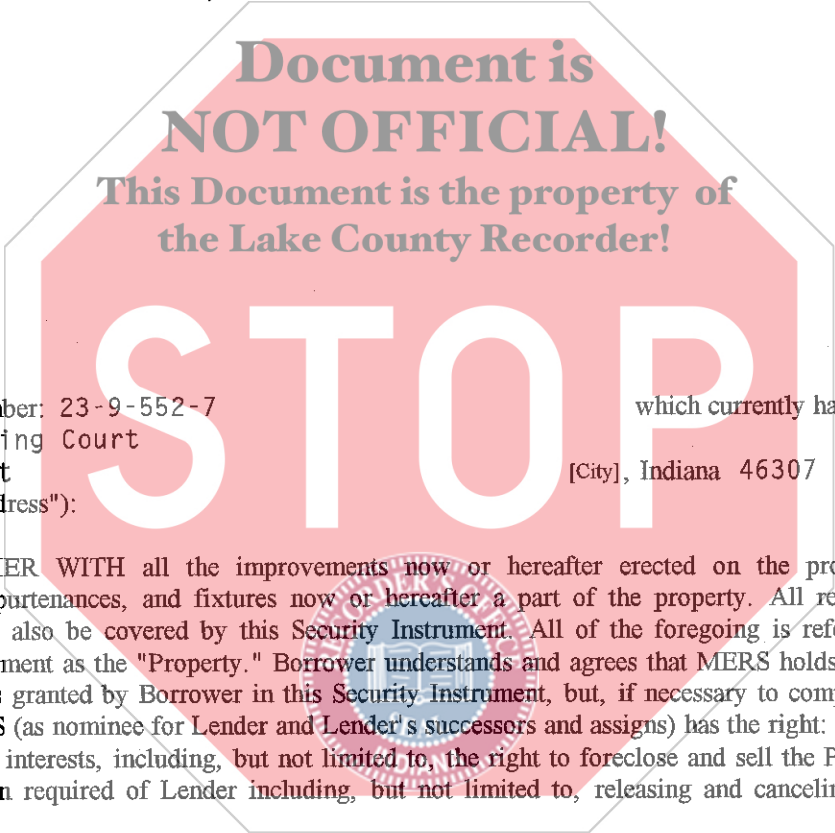 Document is
NOT OFFICIAL!
This Document is the property of
the Lake County Recorder!
STOP
ber: 23-9-552-7 which currently ha
ing Court
t [City], Indiana 46307
dress"):
ER WITH all the improvements now or hereafter erected on the pro
purtenances, and fixtures now or hereafter a part of the property. All re
also be covered by this Security Instrument. All of the foregoing is refe
ment as the "Property." Borrower understands and agrees that MERS holds
granted by Borrower in this Security Instrument, but, if necessary to com
S (as nominee for Lender and Lender's successors and assigns) has the right:
interests, including, but not limited to, the right to foreclose and sell the P
n required of Lender including, but not limited to, releasing and cancelin
RECORDER'S OFFICE
INDIANA